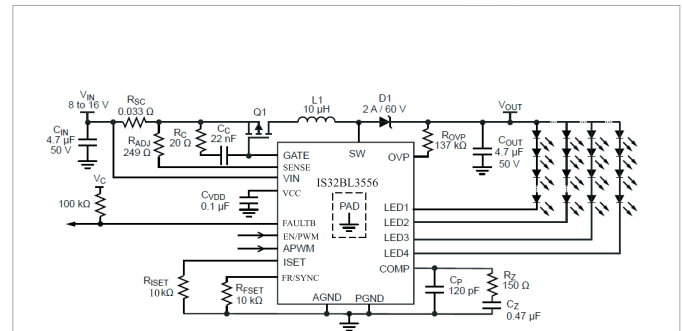 VIN
8 to 16 V
RSC
0.033 Ω
Q1
L1
10 µH
D1
2 A / 60 V
VOUT
CIN
4.7 µF
50 V
RADJ
249 Ω
RC
20 Ω
CC
22 nF
ROVP
137 kΩ
COUT
4.7 µF
50 V
GATE
SW
OVP
SENSE
VIN
VCC
IS32BL3556
PAD
VC
100 kΩ
CVDD
0.1 µF
FAULTB
EN/PWM
APWM
ISET
FR/SYNC
LED1
LED2
LED3
LED4
COMP
AGND
PGND
RISET
10kΩ
RFSET
10 kΩ
CP
120 pF
RZ
150 Ω
CZ
0.47 µF